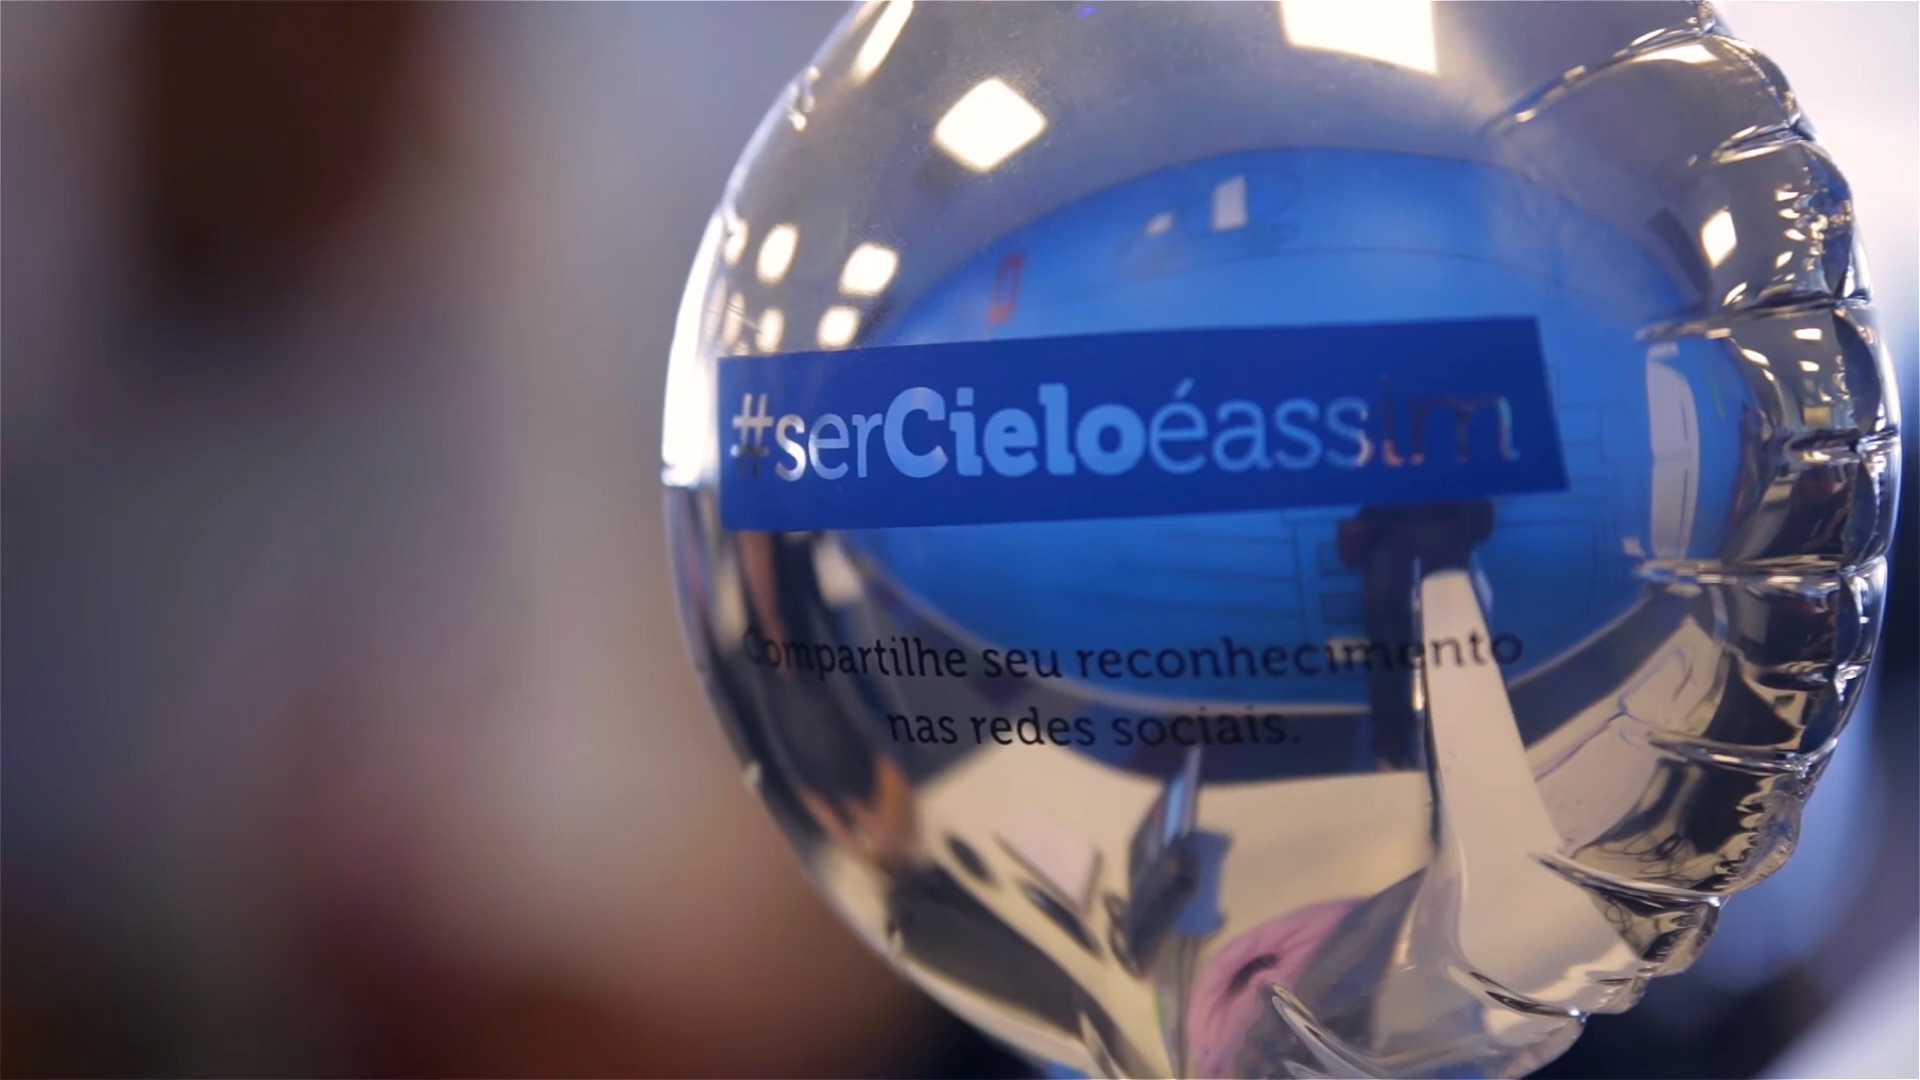 #serCieloéassim
Compartilhe seu reconhecimento
nas redes sociais.